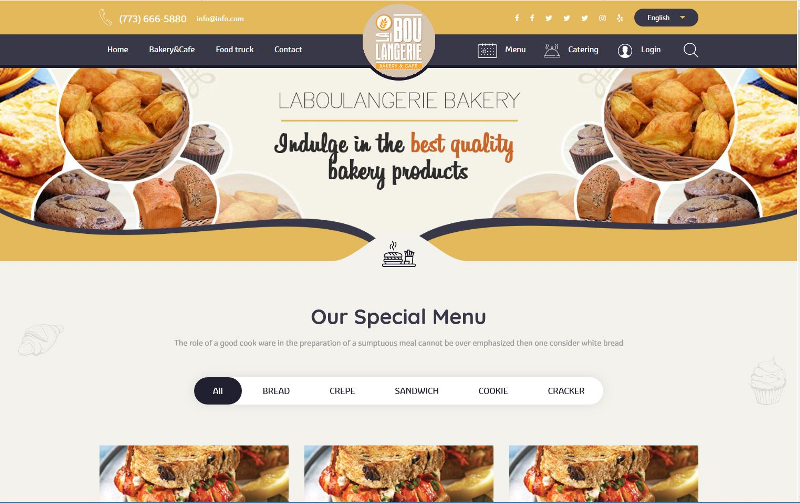 (773) 666-5880 info@info.com
English
Home Bakery&Cafe Food truck Contact
LA BOU
LANGERIE
BAKERY & CAFE
Menu Catering Login
LABOULANGERIE BAKERY
Indulge in the best quality
bakery products
Our Special Menu
The role of a good cook ware in the preparation of a sumptuous meal cannot be over emphasized then one consider white bread
All BREAD CREPE SANDWICH COOKIE CRACKER